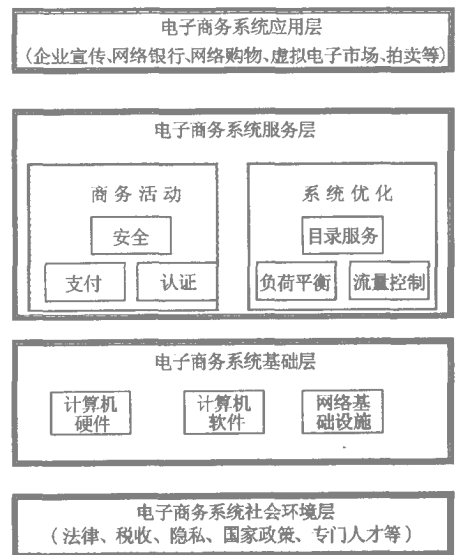 电子商务系统应用层
(企业宣传、网络银行、网络购物、虚拟电子市场、拍卖等)
电子商务系统服务层
商务活动
安全
支付
认证
系统优化
目录服务
负荷平衡
流量控制
电子商务系统基础层
计算机
硬件
计算机
软件
网络基
础设施
电子商务系统社会环境层
(法律、税收、隐私、国家政策、专门人才等)